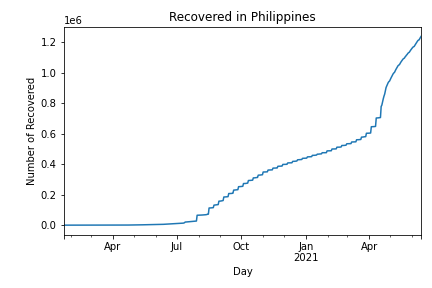 Recovered in Philippines
1e6
1.2
1.0
0.8
0.6
0.4
0.2
0.0
Number of Recovered
Apr
Jul
Oct
Jan
2021
Apr
Day